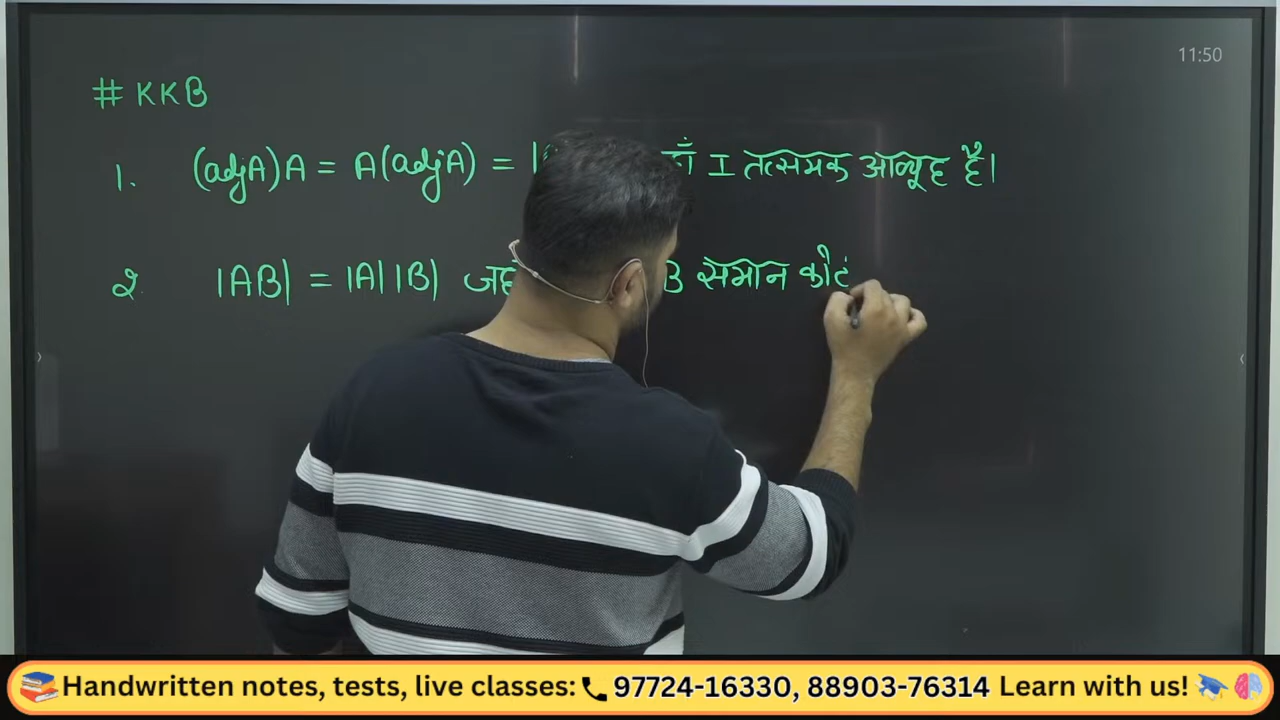 11:50
# KKB
1. (adjA)A = A(adjA) = I तत्समक आव्यूह है।
2. |AB| = |A| |B| B समान
Handwritten notes, tests, live classes: 97724-16330, 88903-76314 Learn with us!